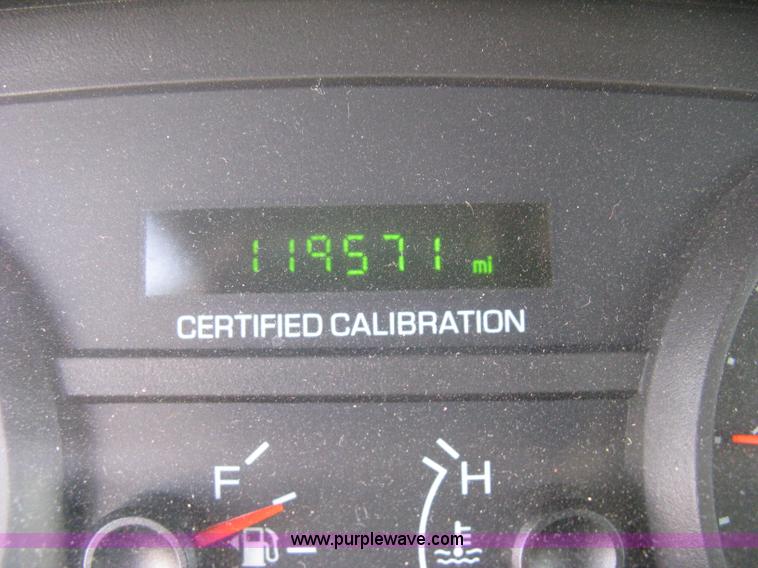 119571 mi
CERTIFIED CALIBRATION
F H
www.purplewave.com